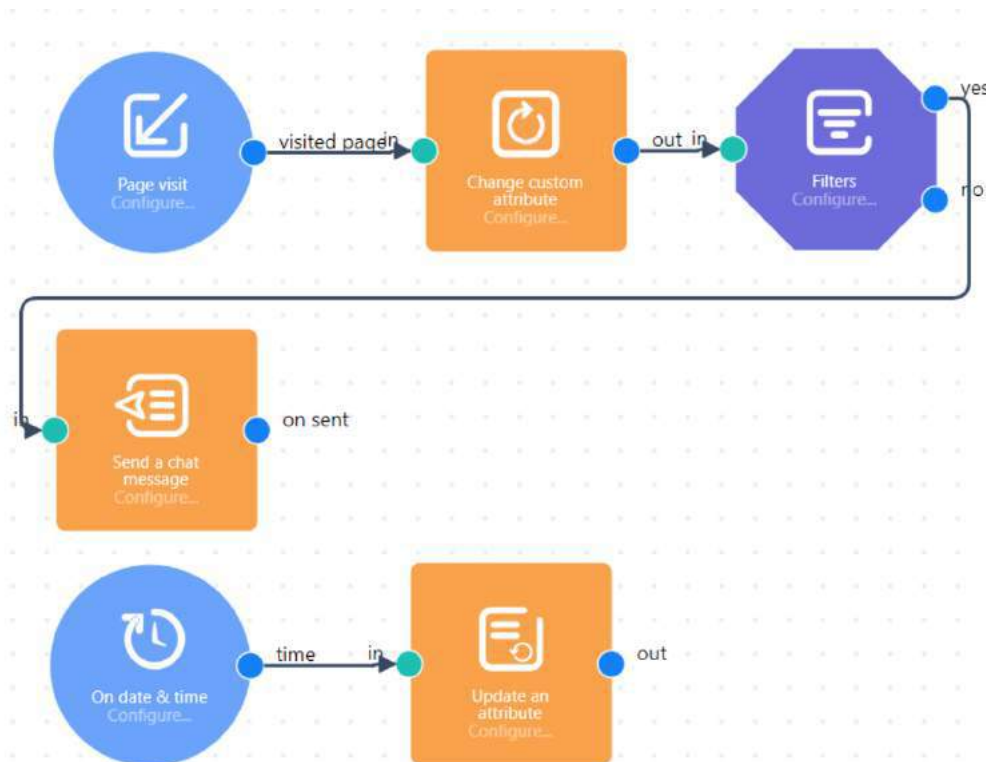 visited page
in
out
in
yes
no
Page visit
Configure...
Change custom
attribute
Configure...
Filters
Configure...
in
on sent
Send a chat
message
Configure...
time
in
out
On date & time
Configure...
Update an
attribute
Configure...